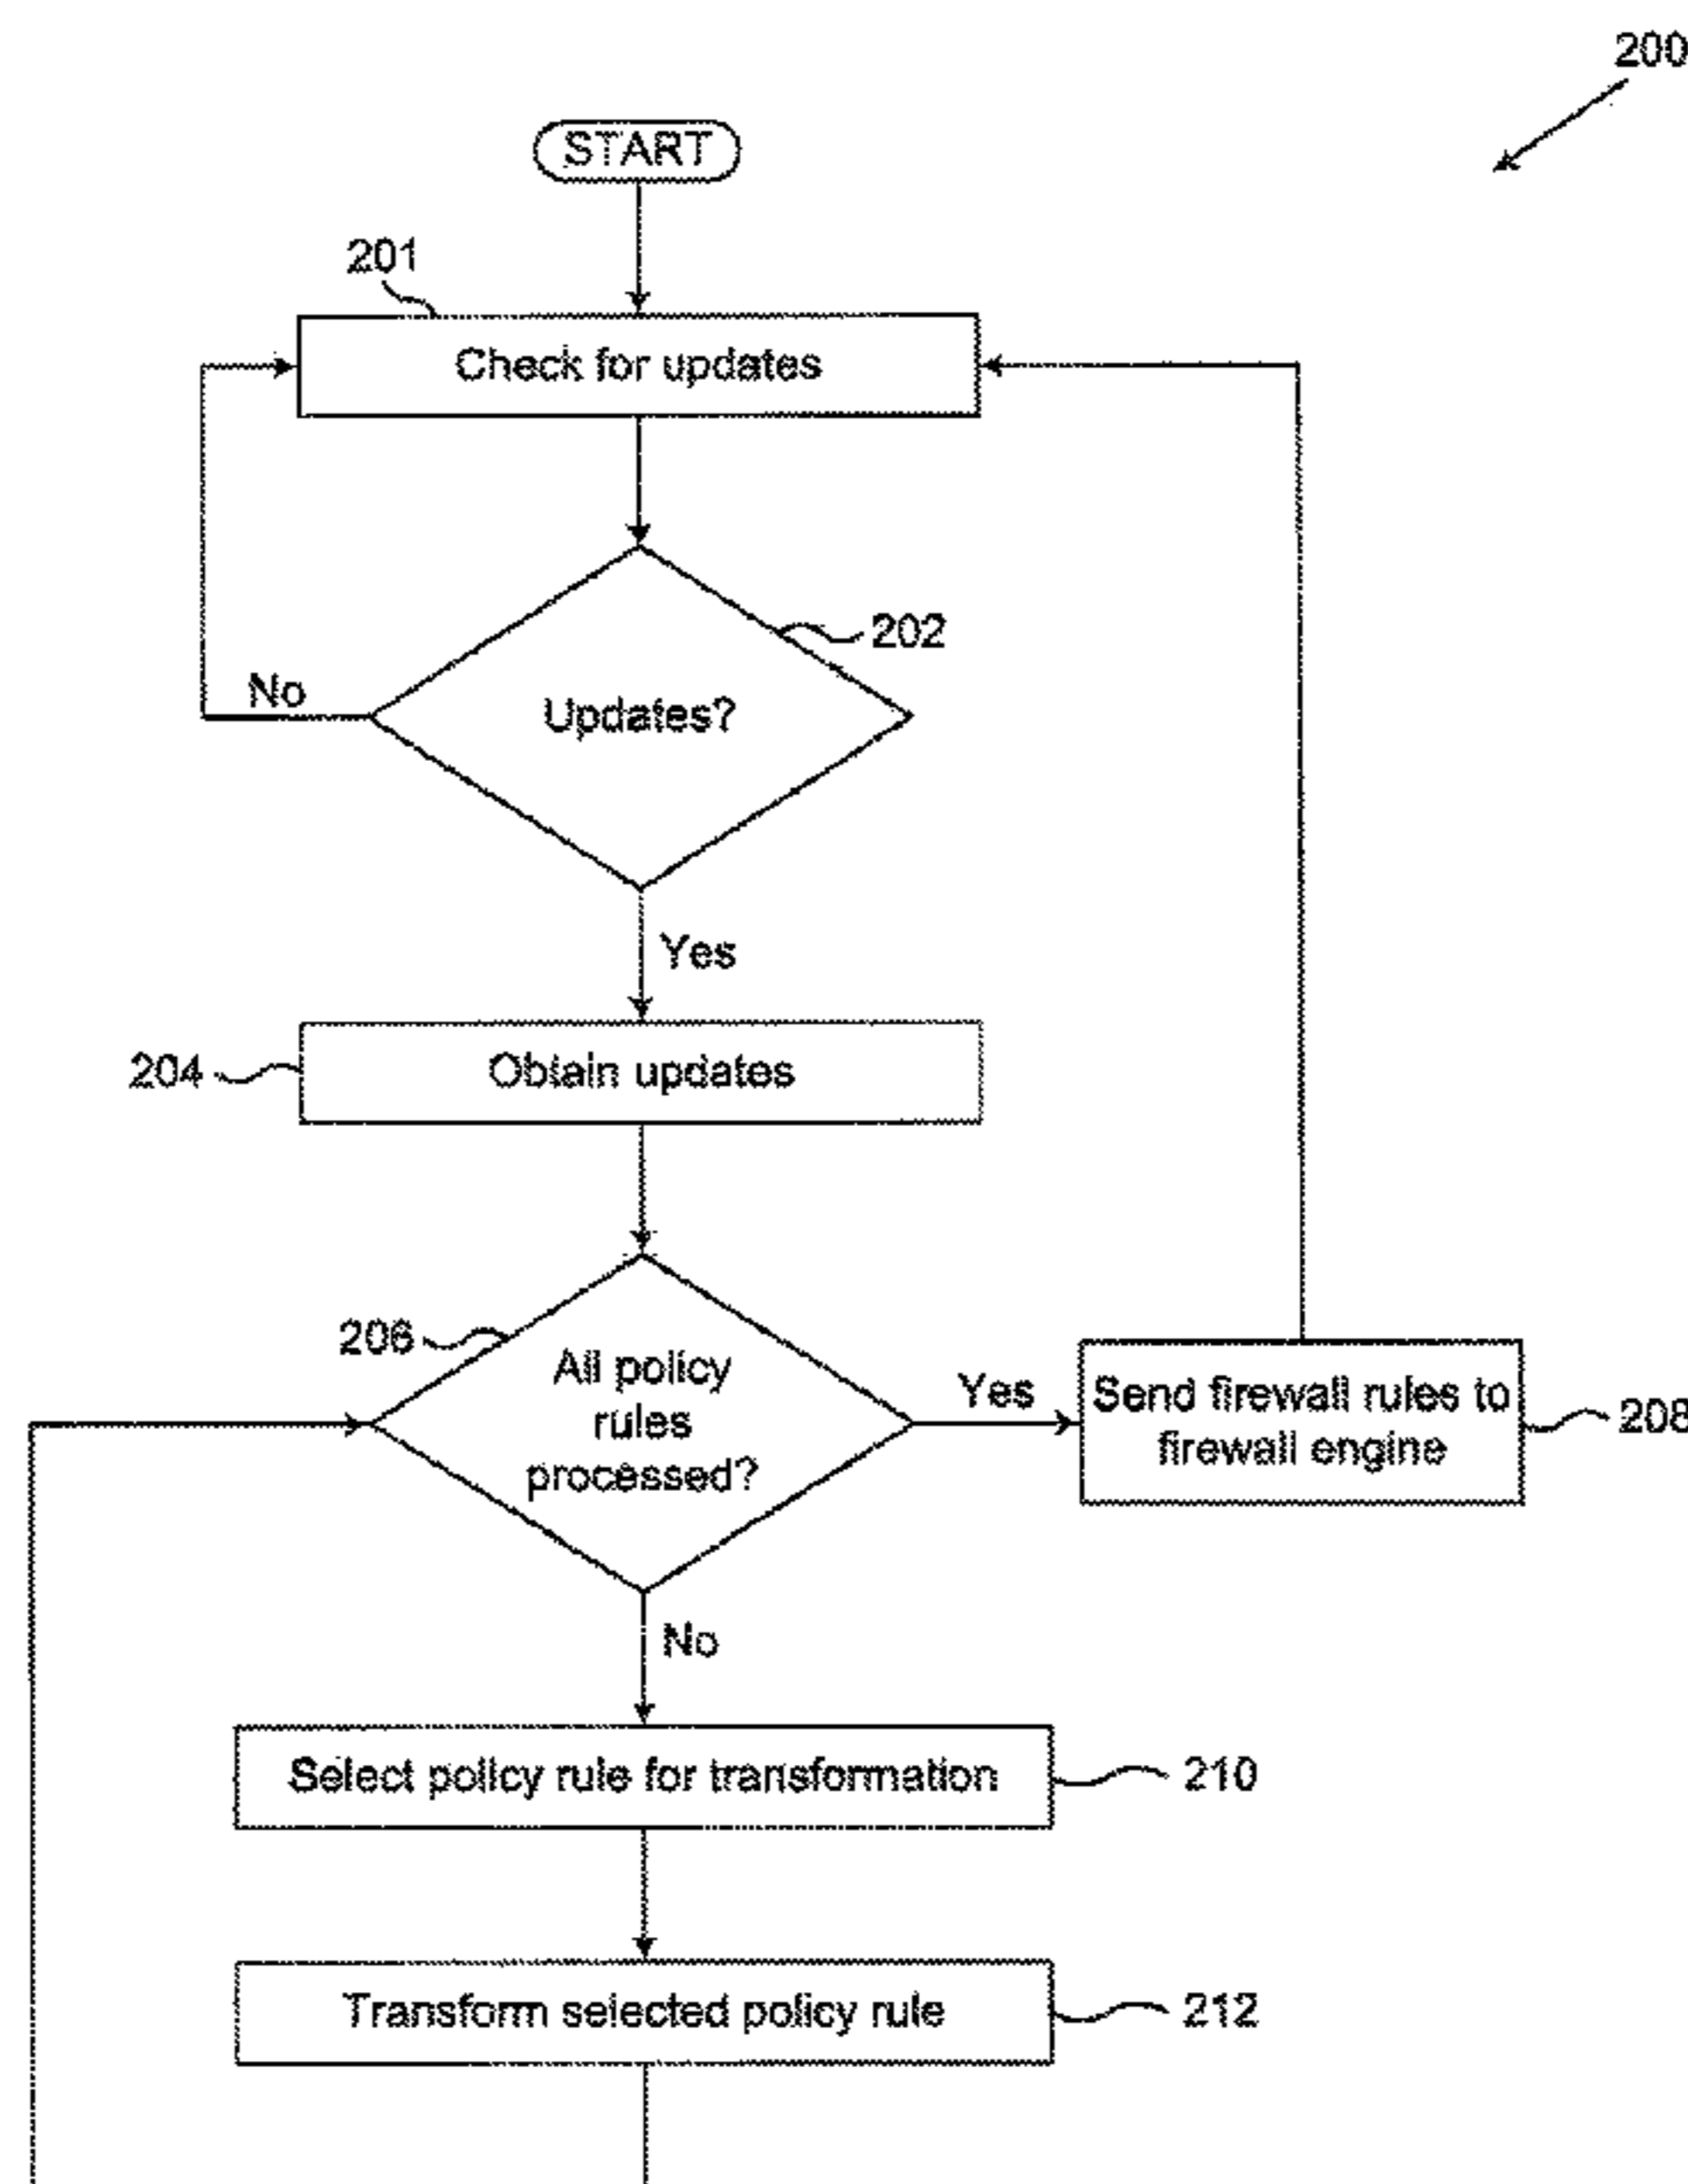 200
START
201
Check for updates
202
Updates?
No
Yes
204
Obtain updates
206
All policy
rules
processed?
Yes
Send firewall rules to
firewall engine
208
No
Select policy rule for transformation
210
Transform selected policy rule
212